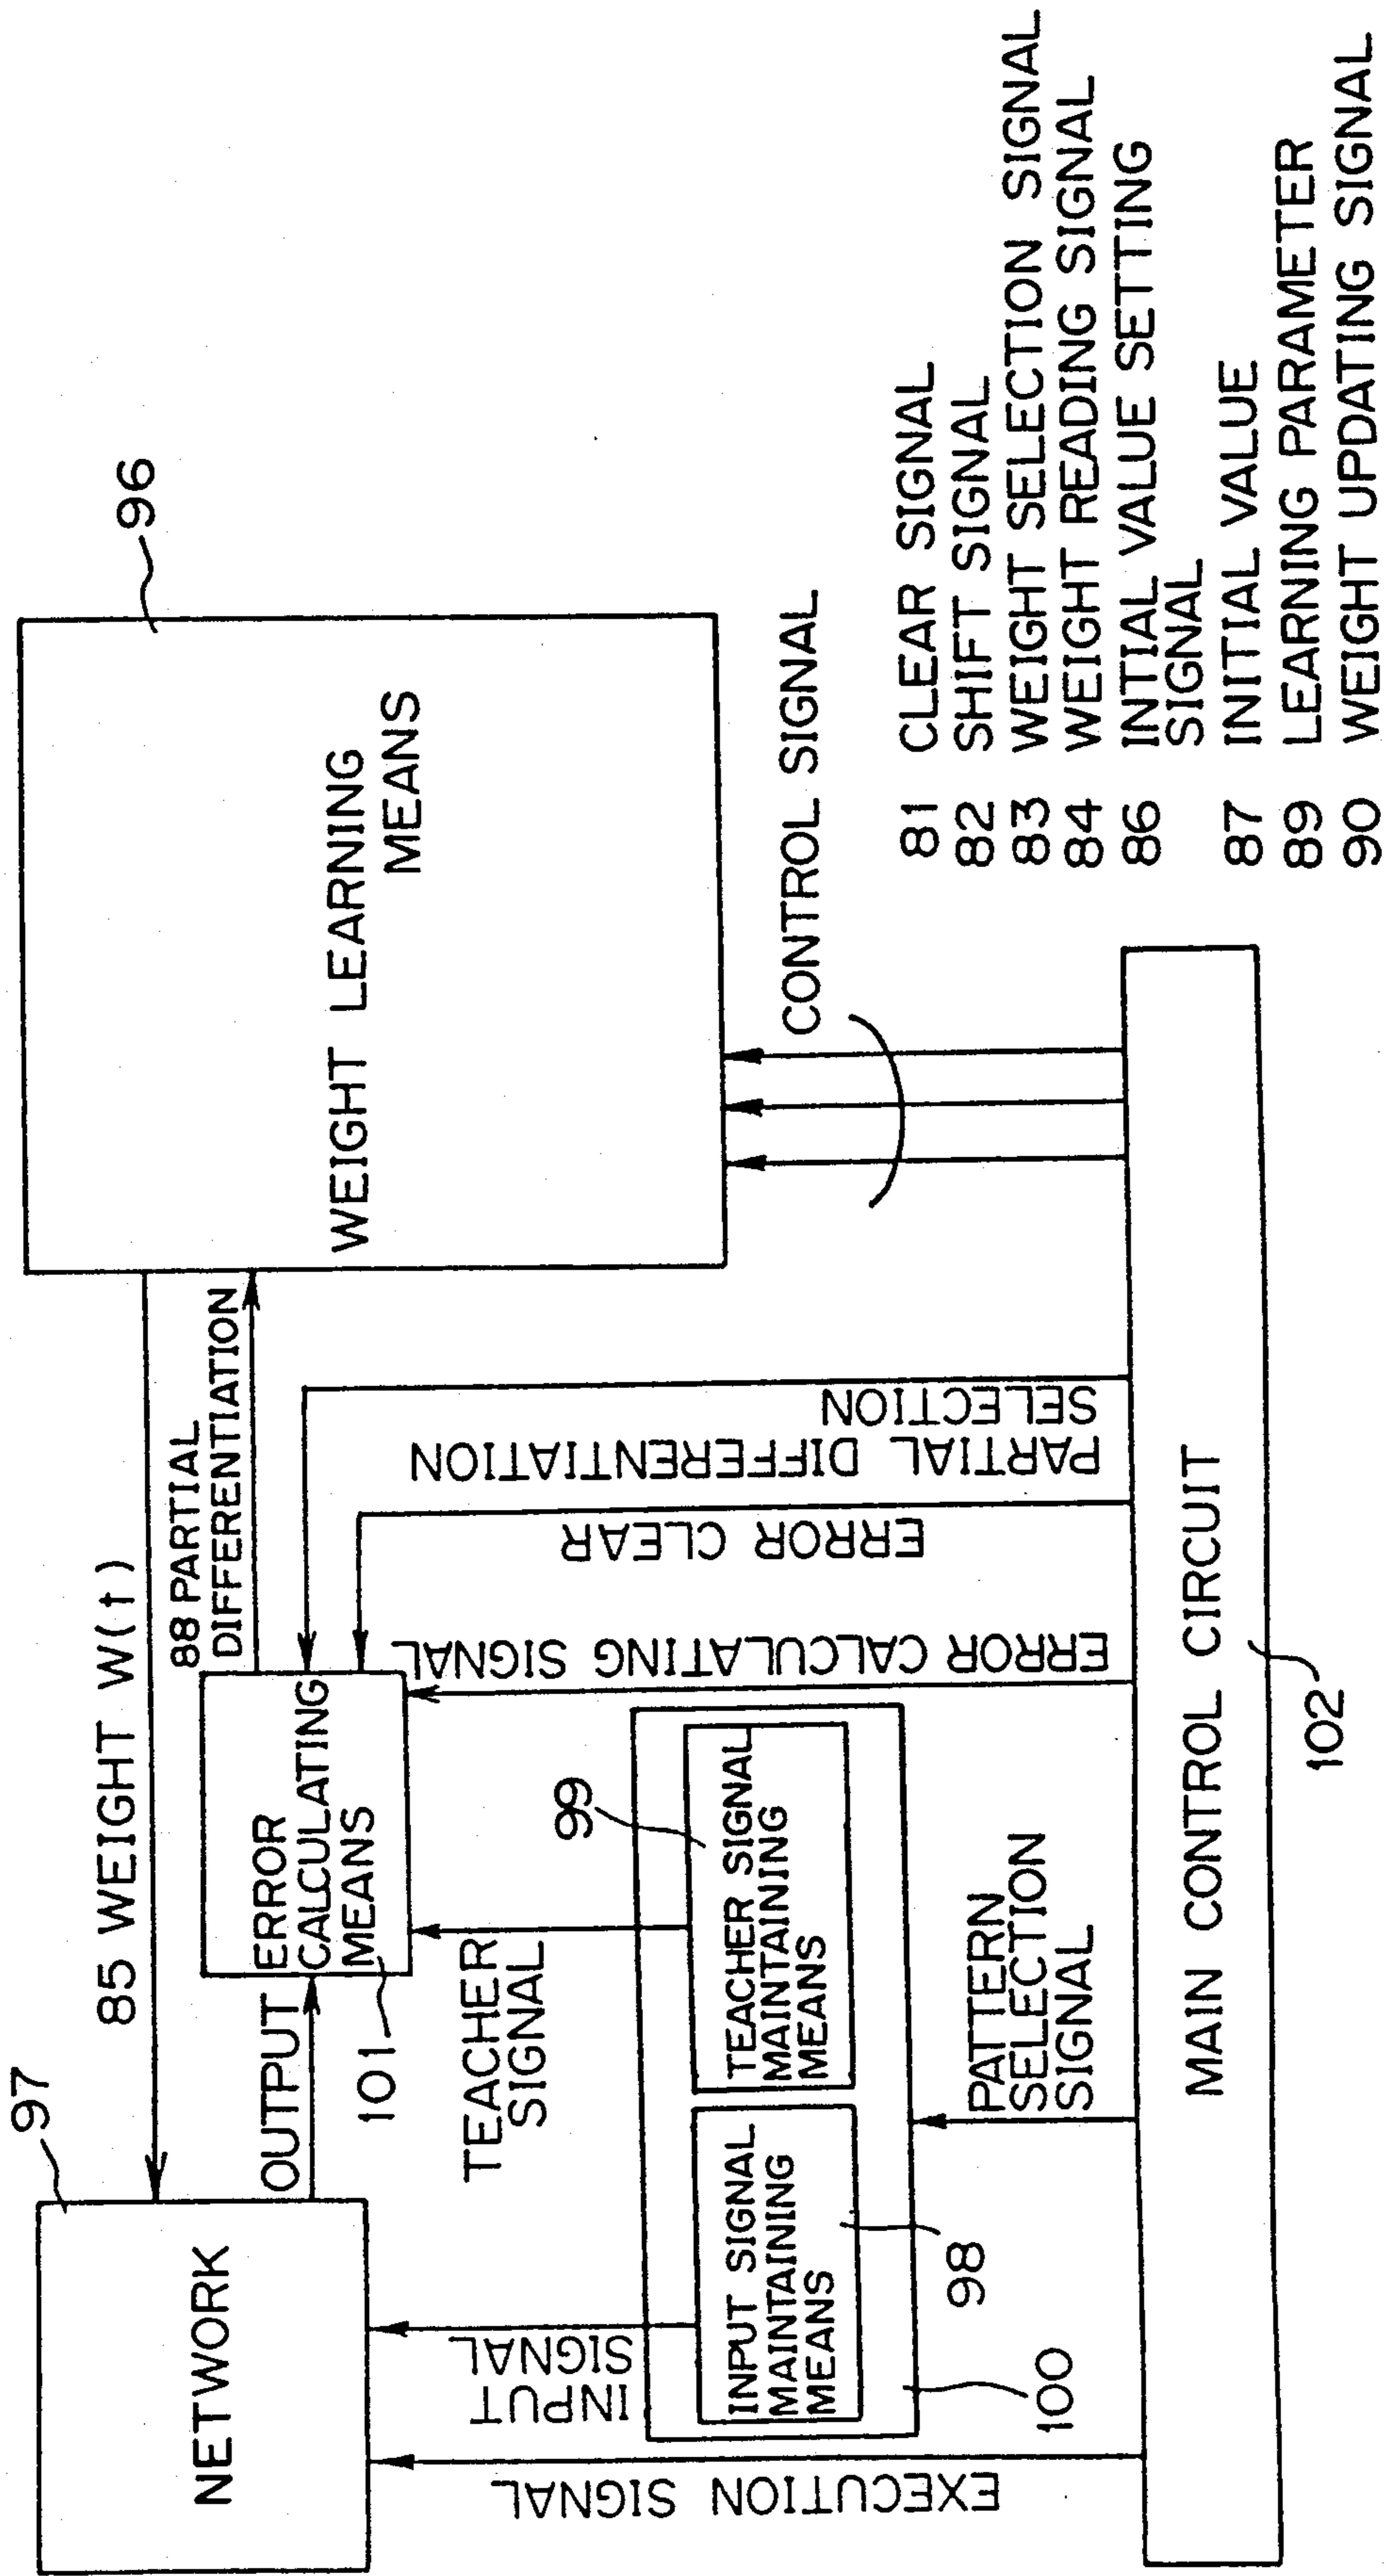 97
NETWORK
85 WEIGHT W(t)
96
WEIGHT LEARNING
MEANS
88 PARTIAL
DIFFERENTIATION
OUTPUT
ERROR
CALCULATING
MEANS
101
TEACHER
SIGNAL
99
INPUT
SIGNAL
EXECUTION SIGNAL
INPUT SIGNAL
MAINTAINING
MEANS
TEACHER SIGNAL
MAINTAINING
MEANS
98
100
PATTERN
SELECTION
SIGNAL
ERROR CALCULATING SIGNAL
ERROR CLEAR
PARTIAL DIFFERENTIATION
SELECTION
CONTROL SIGNAL
MAIN CONTROL CIRCUIT
102
81 CLEAR SIGNAL
82 SHIFT SIGNAL
83 WEIGHT SELECTION SIGNAL
84 WEIGHT READING SIGNAL
86 INTIAL VALUE SETTING
SIGNAL
87 INITIAL VALUE
89 LEARNING PARAMETER
90 WEIGHT UPDATING SIGNAL